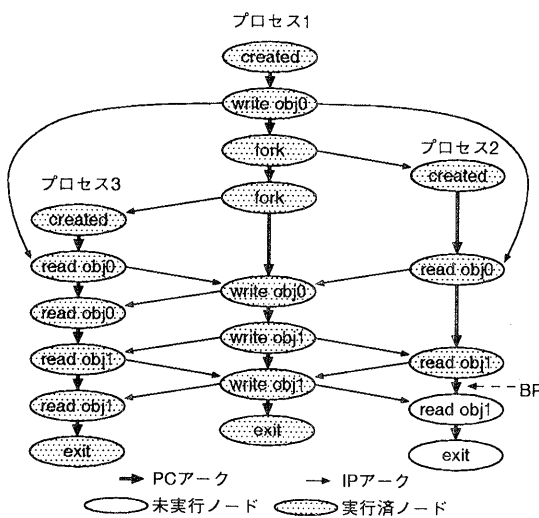 プロセス1
created
write obj0
fork
プロセス2
created
fork
プロセス3
created
read obj0
read obj0
write obj0
read obj0
write obj1
read obj1
read obj1
BP
write obj1
read obj1
read obj1
exit
exit
exit
PCアーク
IPアーク
未実行ノード
実行済ノード